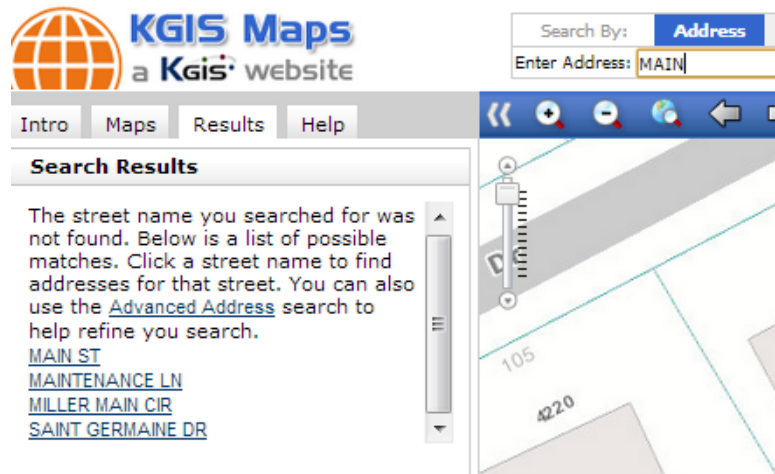 KGIS Maps
a KGIS website
Search By: Address
Enter Address: MAIN
Intro Maps Results Help
Search Results
The street name you searched for was
not found. Below is a list of possible
matches. Click a street name to find
addresses for that street. You can also
use the Advanced Address search to
help refine you search.
MAIN ST
MAINTENANCE LN
MILLER MAIN CIR
SAINT GERMAINE DR
105
4220